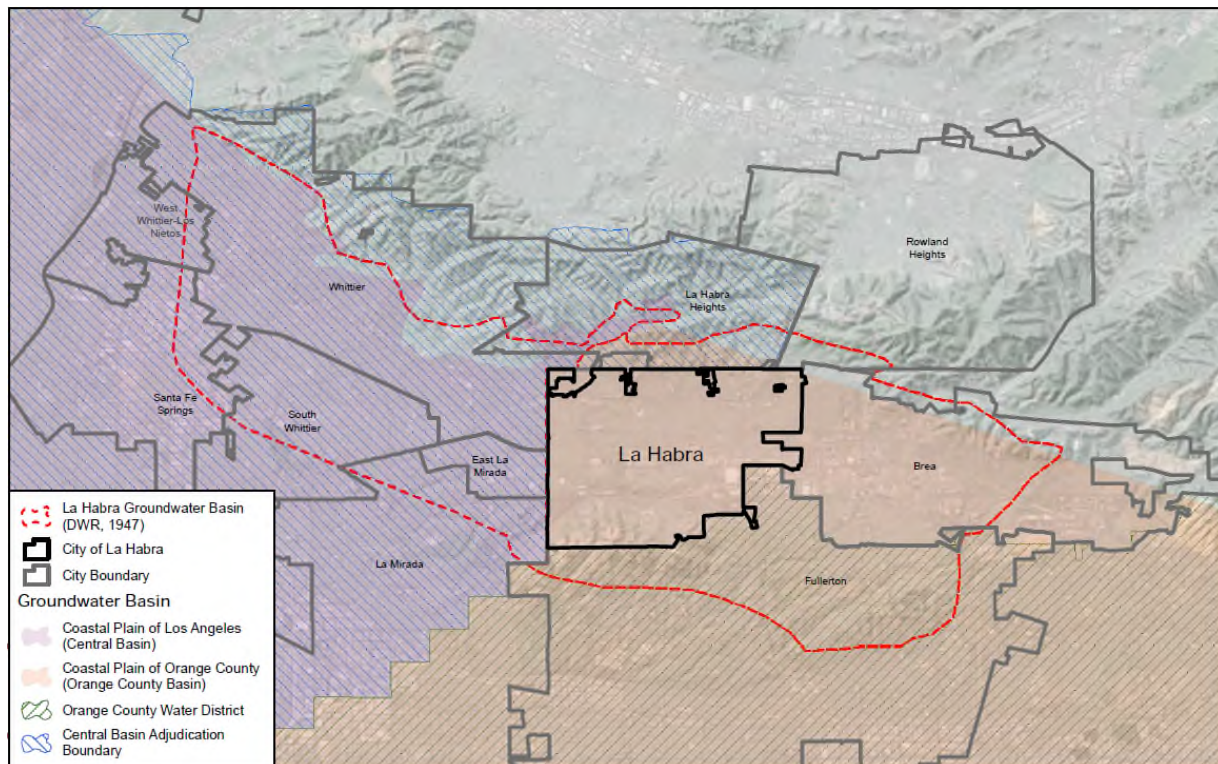 West
Whittier-Los
Nietos
Whittier
Rowland
Heights
La Habra
Heights
Santa Fe
Springs
South
Whittier
East La
Mirada
La Habra
Brea
La Mirada
Fullerton
La Habra Groundwater Basin
(DWR, 1947)
City of La Habra
City Boundary
Groundwater Basin
Coastal Plain of Los Angeles
(Central Basin)
Coastal Plain of Orange County
(Orange County Basin)
Orange County Water District
Central Basin Adjudication
Boundary